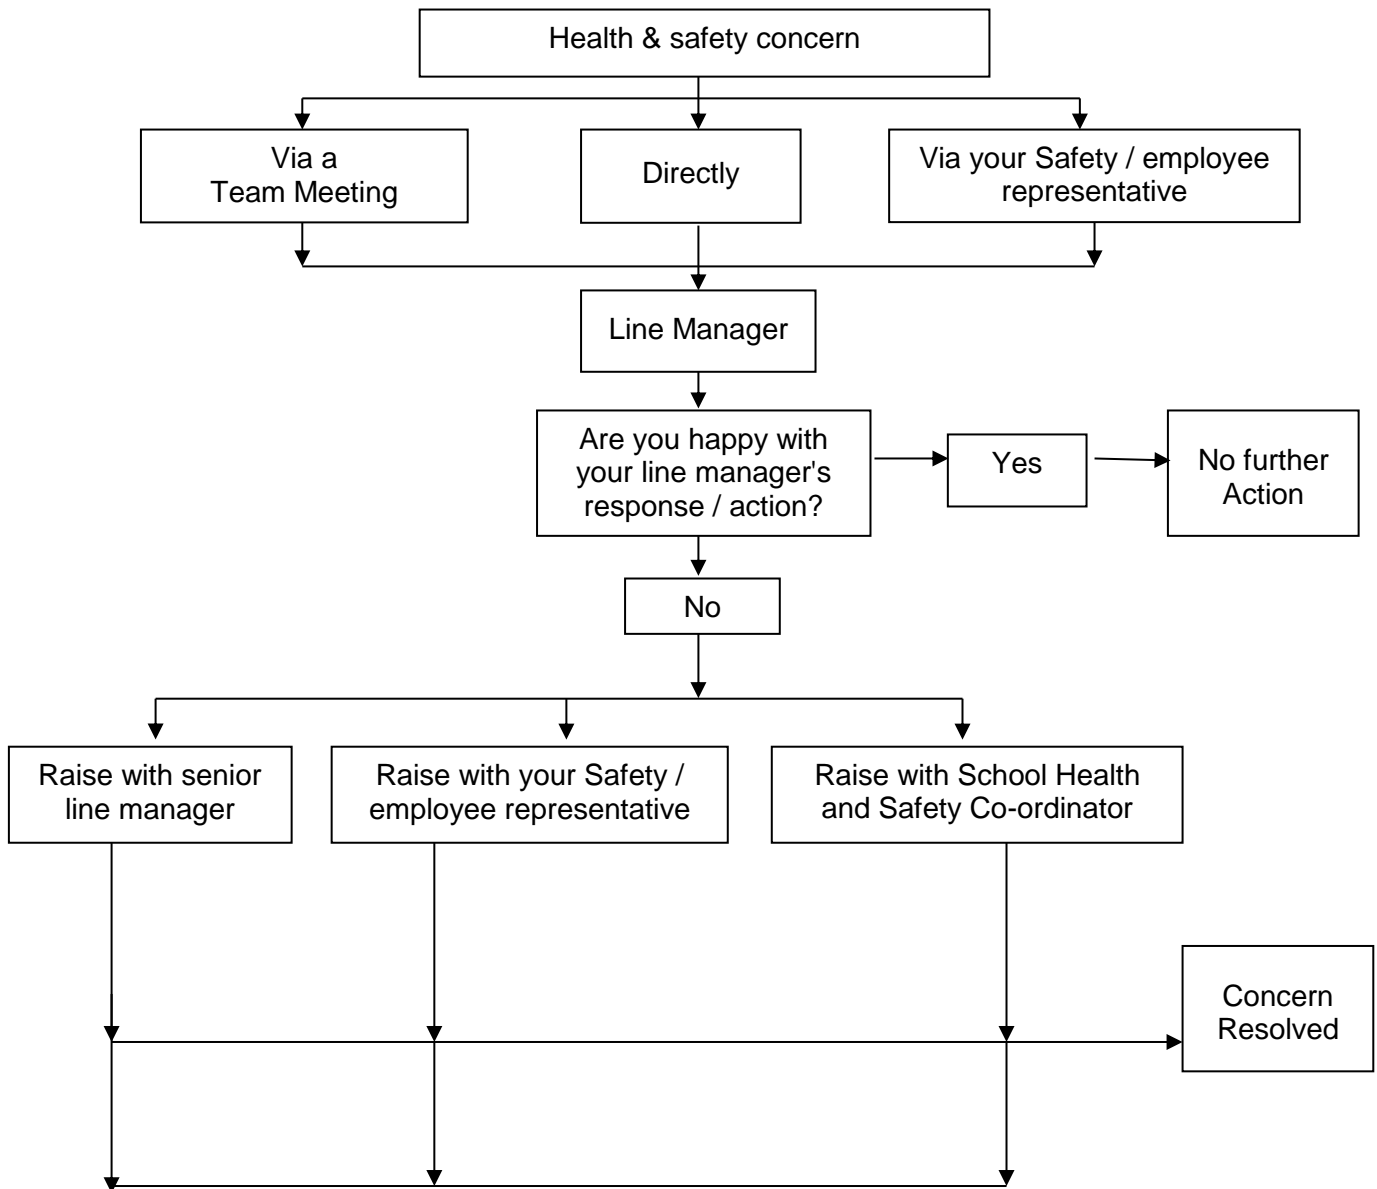 Health & safety concern
Via a
Team Meeting
Directly
Via your Safety / employee
representative
Line Manager
Are you happy with
your line manager's
response / action?
Yes
No further
Action
No
Raise with senior
line manager
Raise with your Safety /
employee representative
Raise with School Health
and Safety Co-ordinator
Concern
Resolved